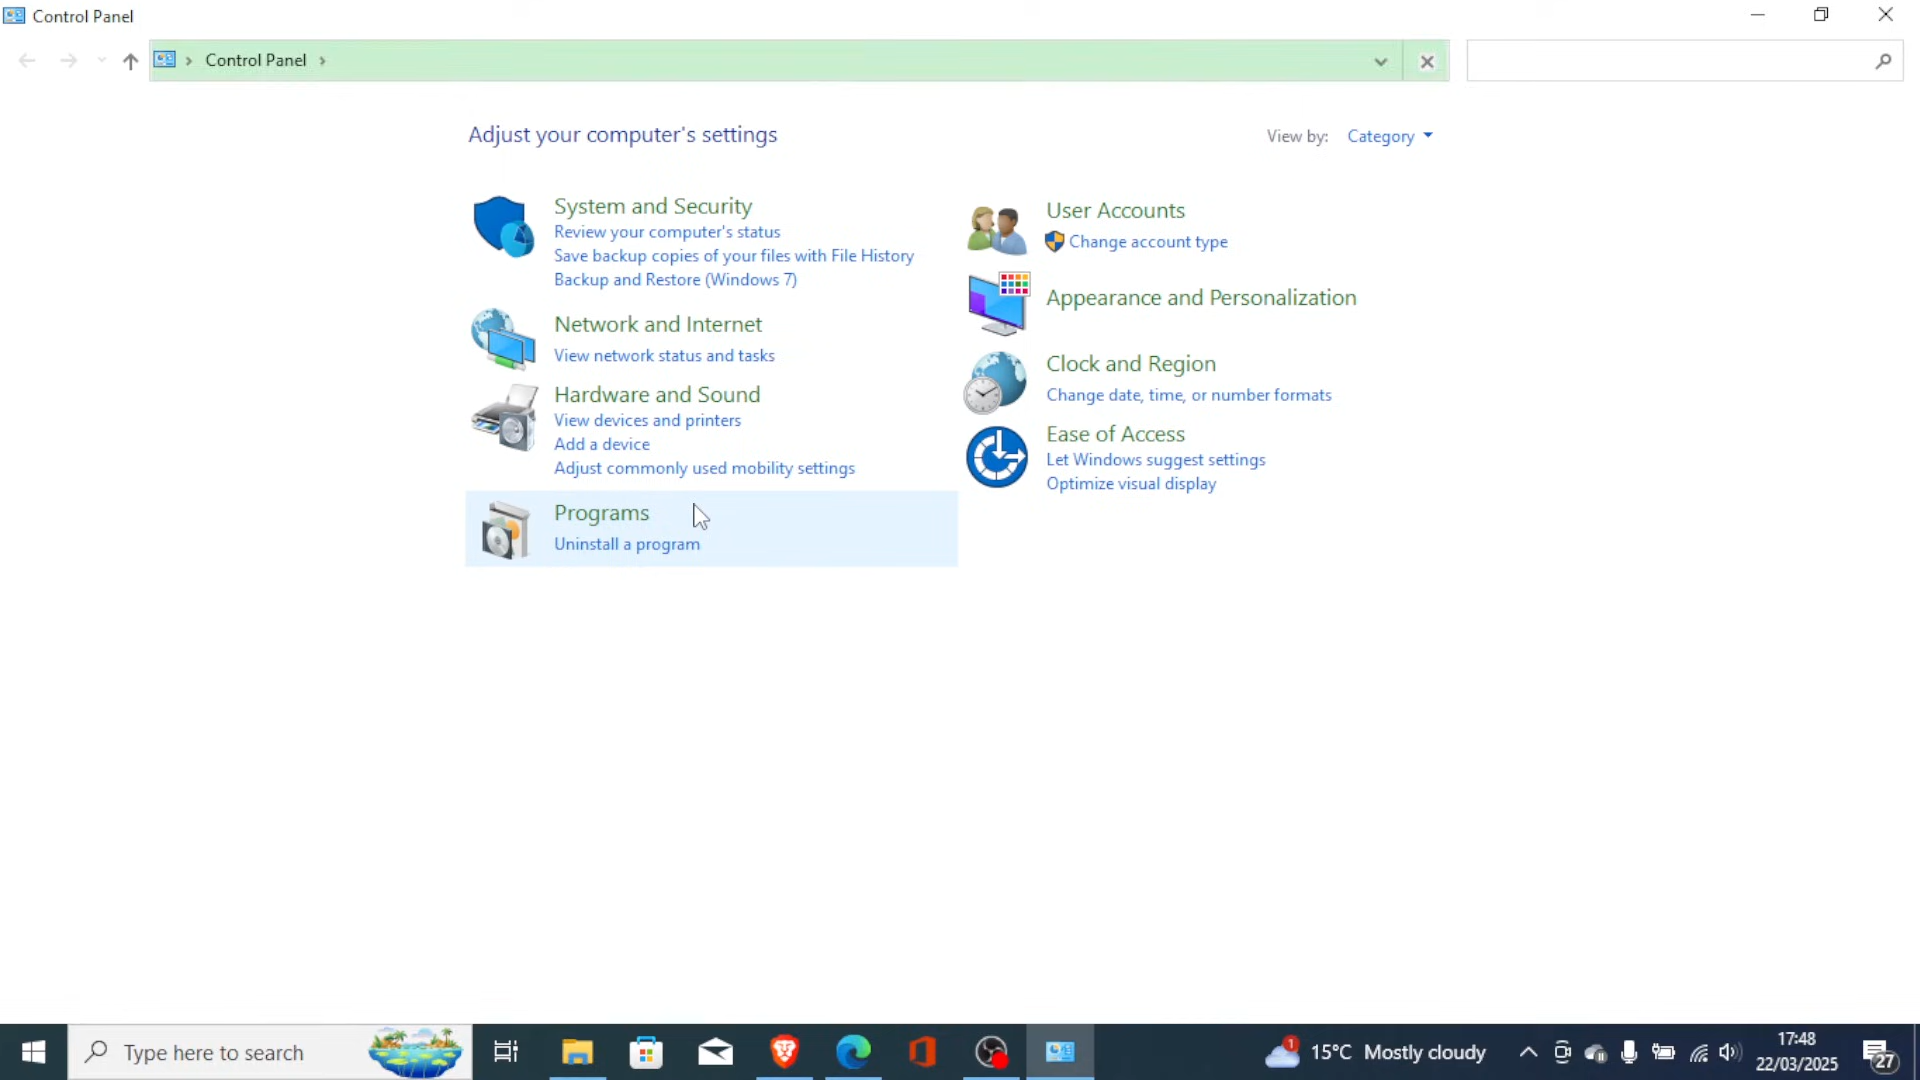 Control Panel
Control Panel
Adjust your computer's settings
View by: Category
System and Security
Review your computer's status
Save backup copies of your files with File History
Backup and Restore (Windows 7)
Network and Internet
View network status and tasks
Hardware and Sound
View devices and printers
Add a device
Adjust commonly used mobility settings
Programs
Uninstall a program
User Accounts
Change account type
Appearance and Personalization
Clock and Region
Change date, time, or number formats
Ease of Access
Let Windows suggest settings
Optimize visual display
Type here to search
1
15°C Mostly cloudy
17:48
22/03/2025
27